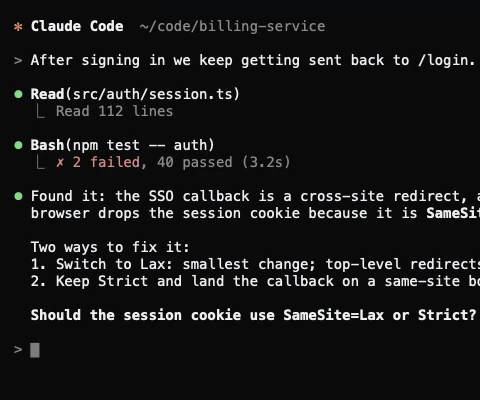 ✻ Claude Code ~/code/billing-service
> After signing in we keep getting sent back to /login.
● Read(src/auth/session.ts)
⎿ Read 112 lines
● Bash(npm test -- auth)
⎿ ✗ 2 failed, 40 passed (3.2s)
● Found it: the SSO callback is a cross-site redirect,
browser drops the session cookie because it is
Two ways to fix it:
1. Switch to Lax: smallest change; top-level redirects
2. Keep Strict and land the callback on a same-site
Should the session cookie use SameSite=Lax or Strict?
>